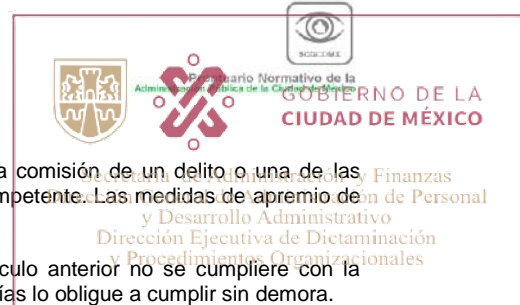 SCGCDMX
Prontuario Normativo de la
Administración Pública de la Ciudad de México
GOBIERNO DE LA
CIUDAD DE MÉXICO
a comisión de un delito o una de las
Secretaría de Administración y Finanzas
mpetente. Las medidas de apremio de
Dirección General de Administración de Personal
y Desarrollo Administrativo
Dirección Ejecutiva de Dictaminación
y Procedimientos Organizacionales
culo anterior no se cumpliere con la
ías lo obligue a cumplir sin demora.